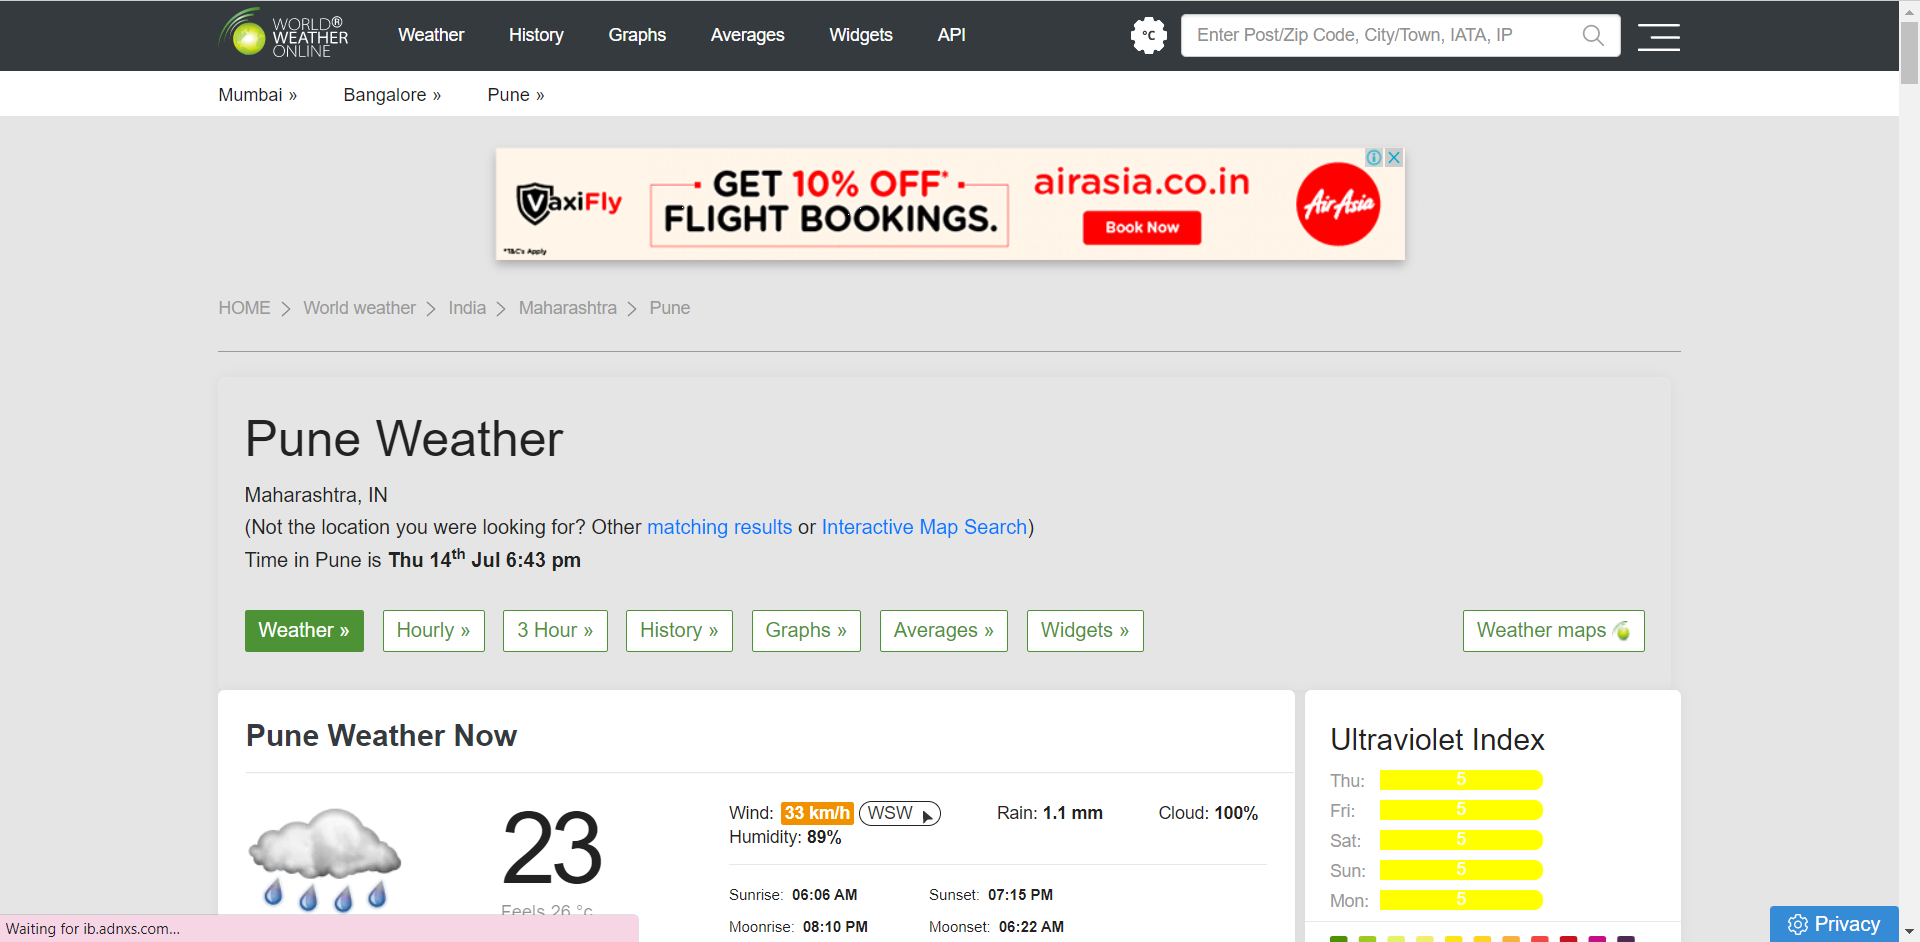 WORLD®
WEATHER
ONLINE
Weather History Graphs Averages Widgets API
°C
Enter Post/Zip Code, City/Town, IATA, IP
Mumbai » Bangalore » Pune »
VaxiFly
*T&C's Apply
GET 10% OFF*
FLIGHT BOOKINGS.
airasia.co.in
Book Now
AirAsia
HOME > World weather > India > Maharashtra > Pune
Pune Weather
Maharashtra, IN
(Not the location you were looking for? Other matching results or Interactive Map Search)
Time in Pune is Thu 14th Jul 6:43 pm
Weather » Hourly » 3 Hour » History » Graphs » Averages » Widgets » Weather maps
Pune Weather Now
23
Feels 26 °c
Wind: 33 km/h WSW Rain: 1.1 mm Cloud: 100%
Humidity: 89%
Sunrise: 06:06 AM Sunset: 07:15 PM
Moonrise: 08:10 PM Moonset: 06:22 AM
Ultraviolet Index
Thu: 5
Fri: 5
Sat: 5
Sun: 5
Mon: 5
Waiting for ib.adnxs.com...
Privacy